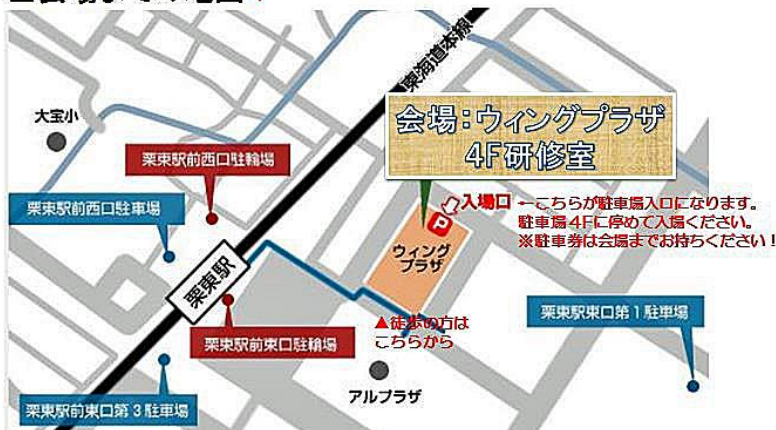 東海道本線
会場：ウィングプラザ
4F研修室
大宝小
栗東駅前西口駐輪場
栗東駅前西口駐車場
入場口
←こちらが駐車場入口になります。
駐車場４Fに停めて入場ください。
※駐車券は会場までお持ちください！
P
ウィング
プラザ
栗東駅
▲徒歩の方は
こちらから
栗東駅東口第１駐車場
栗東駅前東口駐輪場
アルプラザ
栗東駅前東口第３駐車場